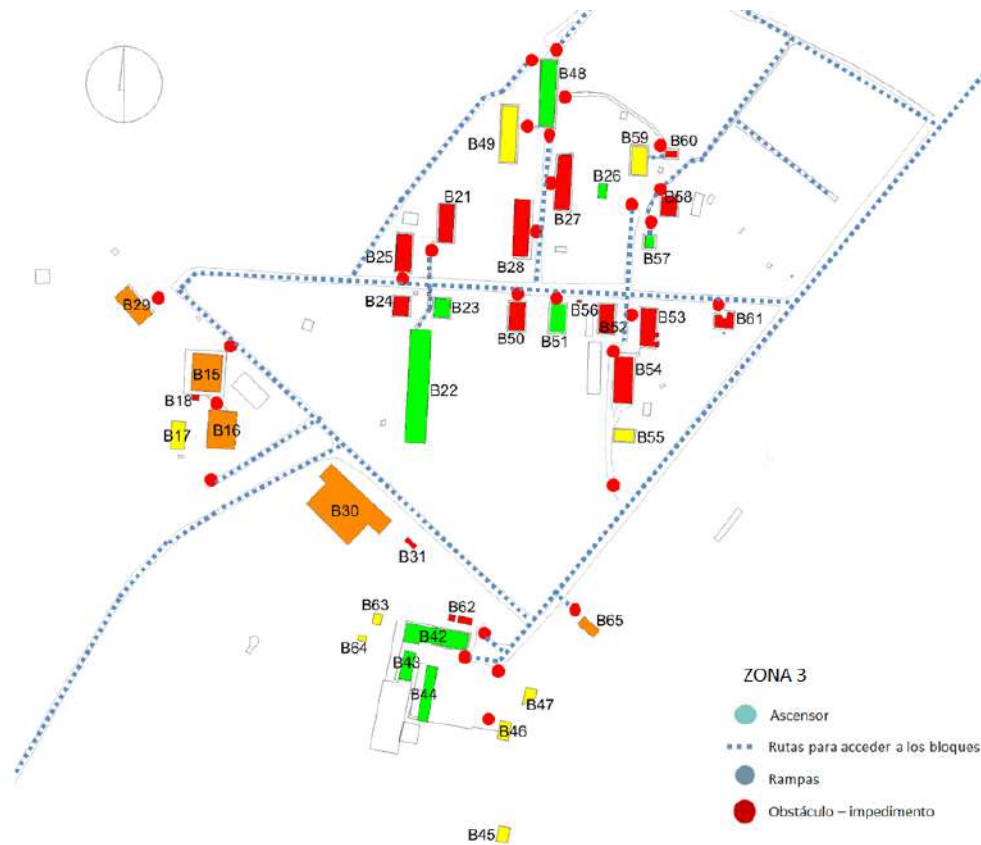 B48
B49
B59
B60
B26
B21
B27
B58
B25
B28
B57
B29
B24
B23
B56
B50
B51
B52
B53
B61
B15
B54
B18
B22
B17
B16
B55
B30
B31
B63
B62
B65
B64
B42
B43
B44
B47
B46
B45
ZONA 3
Ascensor
Rutas para acceder a los bloques
Rampas
Obstáculo – impedimento